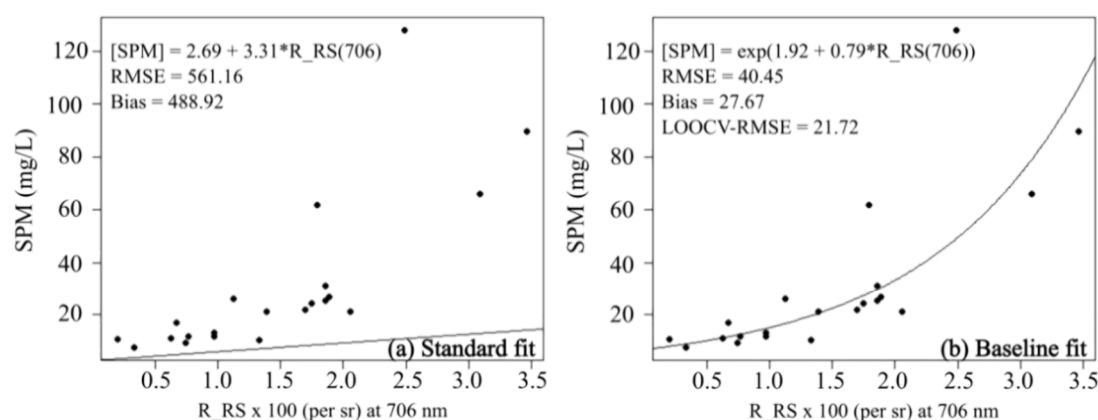 [SPM] = 2.69 + 3.31*R_RS(706)
RMSE = 561.16
Bias = 488.92
120
100
80
60
40
20
SPM (mg/L)
(a) Standard fit
0.5 1.0 1.5 2.0 2.5 3.0 3.5
R_RS x 100 (per sr) at 706 nm
[SPM] = exp(1.92 + 0.79*R_RS(706))
RMSE = 40.45
Bias = 27.67
LOOCV-RMSE = 21.72
120
100
80
60
40
20
SPM (mg/L)
(b) Baseline fit
0.5 1.0 1.5 2.0 2.5 3.0 3.5
R_RS x 100 (per sr) at 706 nm